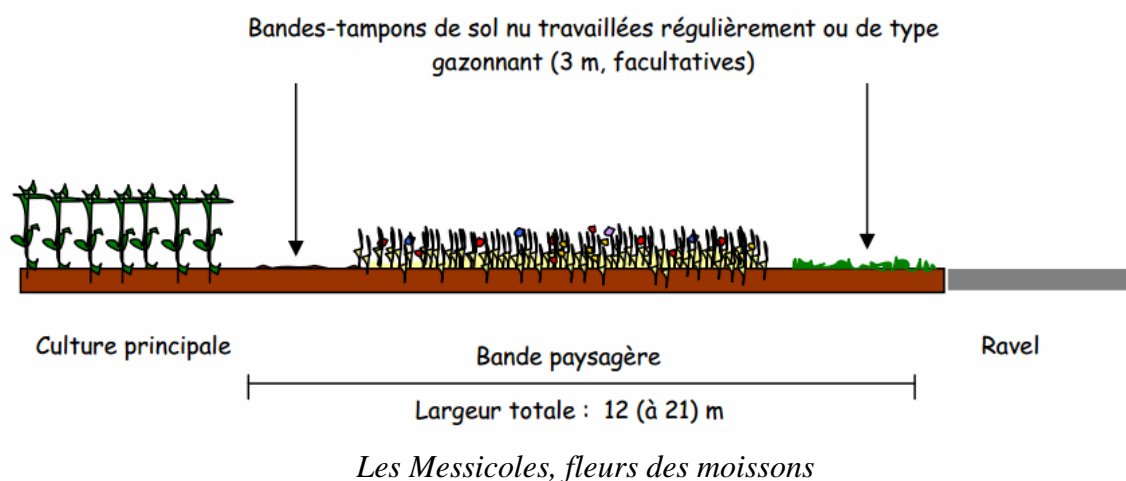 Bandes-tampons de sol nu travaillées régulièrement ou de type
gazonnant (3 m, facultatives)
Culture principale
Bande paysagère
Ravel
Largeur totale : 12 (à 21) m
Les Messicoles, fleurs des moissons